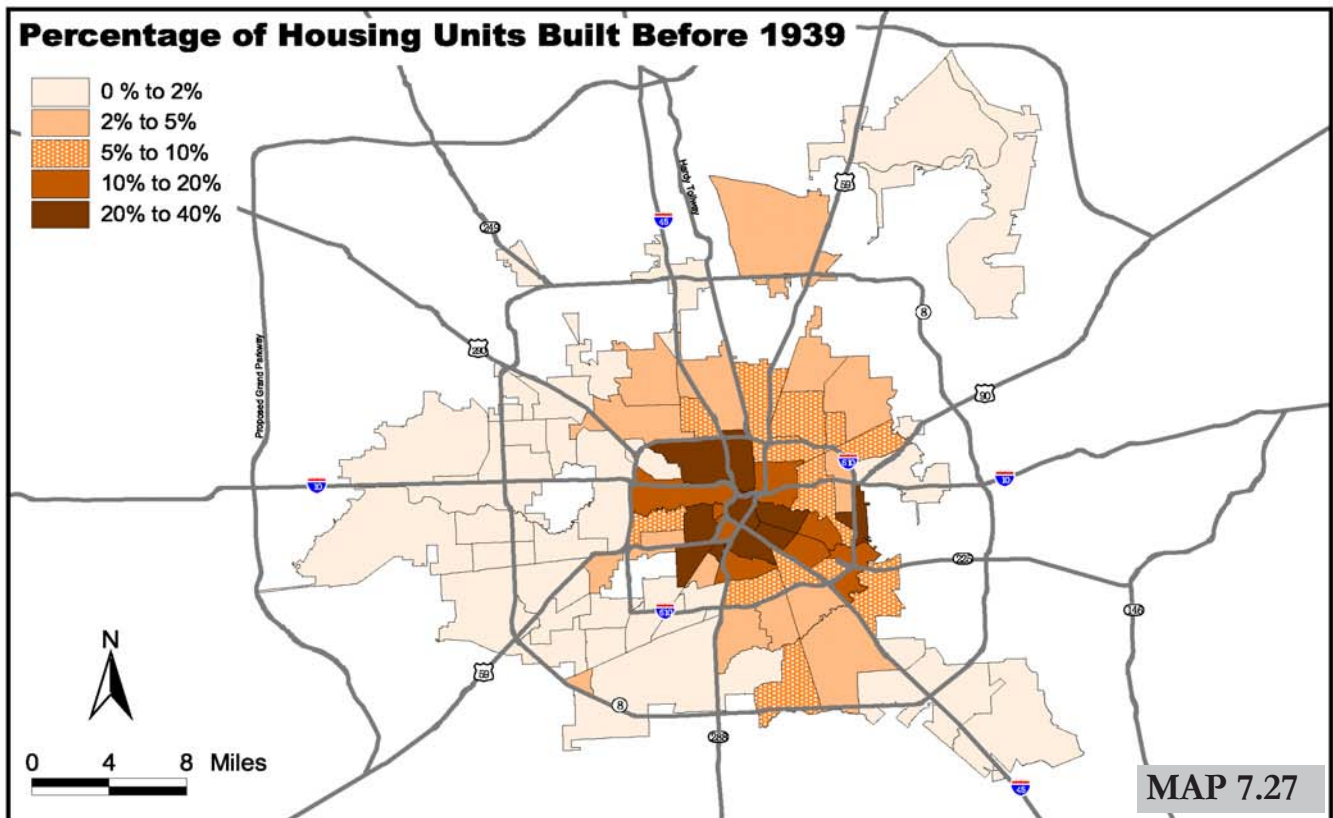 Percentage of Housing Units Built Before 1939
0 % to 2%
2% to 5%
5% to 10%
10% to 20%
20% to 40%
Hardy Tollway
59
45
249
8
290
Proposed Grand Parkway
90
610
10
10
225
146
610
N
59
8
288
0 4 8 Miles
45
MAP 7.27